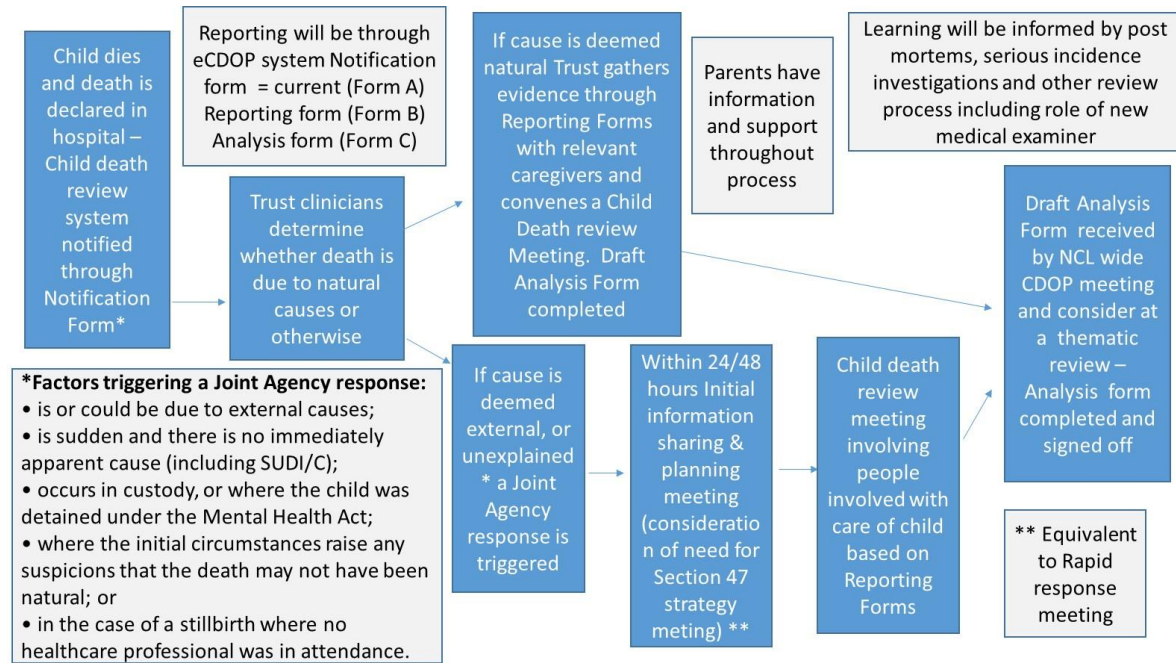 Child dies
and death is
declared in
hospital –
Child death
review
system
notified
through
Notification
Form*
Reporting will be through
eCDOP system Notification
form  = current (Form A)
Reporting form (Form B)
Analysis form (Form C)
Trust clinicians
determine
whether death is
due to natural
causes or
otherwise
If cause is deemed
natural Trust gathers
evidence through
Reporting Forms
with relevant
caregivers and
convenes a Child
Death review
Meeting.  Draft
Analysis Form
completed
Parents have
information
and support
throughout
process
Learning will be informed by post
mortems, serious incidence
investigations and other review
process including role of new
medical examiner
Draft Analysis
Form received
by NCL wide
CDOP meeting
and consider at
a thematic
review –
Analysis form
completed and
signed off
*Factors triggering a Joint Agency response:
• is or could be due to external causes;
• is sudden and there is no immediately
apparent cause (including SUDI/C);
• occurs in custody, or where the child was
detained under the Mental Health Act;
• where the initial circumstances raise any
suspicions that the death may not have been
natural; or
• in the case of a stillbirth where no
healthcare professional was in attendance.
If cause is
deemed
external, or
unexplained
* a Joint
Agency
response is
triggered
Within 24/48
hours Initial
information
sharing &
planning
meeting
(consideratio
n of need for
Section 47
strategy
meting) **
Child death
review
meeting
involving
people
involved with
care of child
based on
Reporting
Forms
** Equivalent
to Rapid
response
meeting